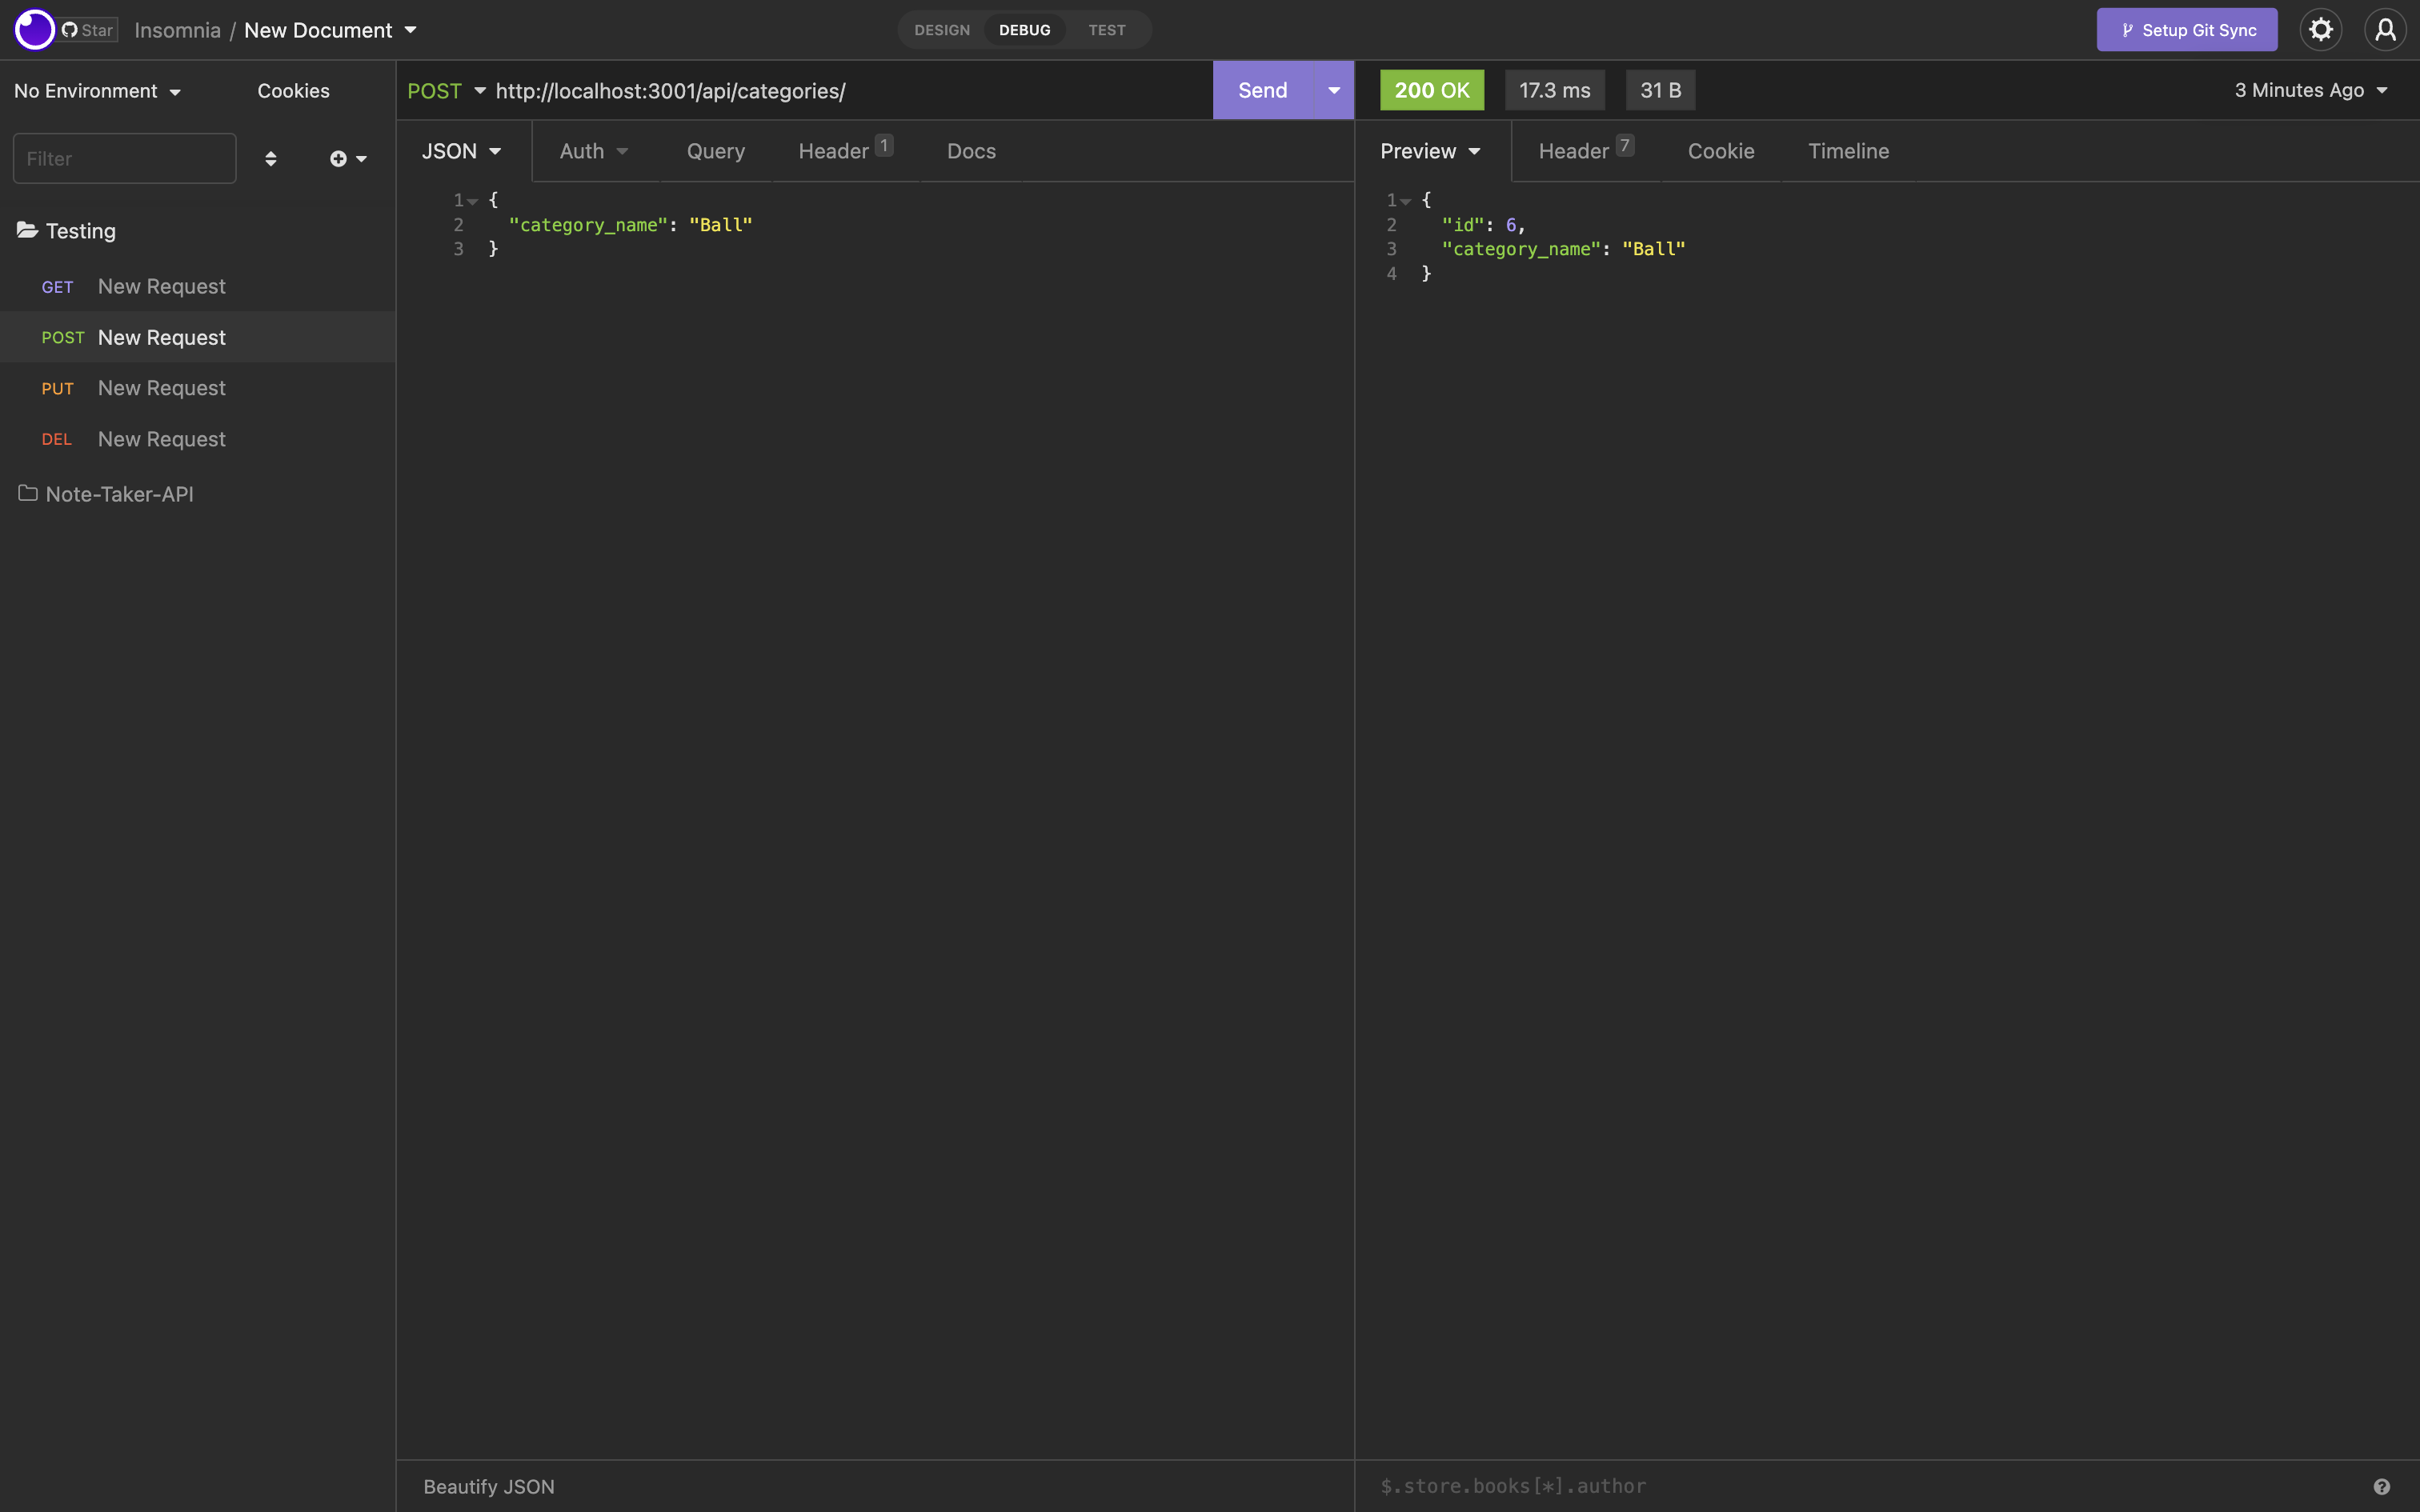 Star Insomnia / New Document DESIGN DEBUG TEST Setup Git Sync
No Environment Cookies
Filter
Testing
GET New Request
POST New Request
PUT New Request
DEL New Request
Note-Taker-API
POST http://localhost:3001/api/categories/ Send
JSON Auth Query Header 1 Docs
1 {
2 "category_name": "Ball"
3 }
Beautify JSON
200 OK 17.3 ms 31 B 3 Minutes Ago
Preview Header 7 Cookie Timeline
1 {
2 "id": 6,
3 "category_name": "Ball"
4 }
$.store.books[*].author ?